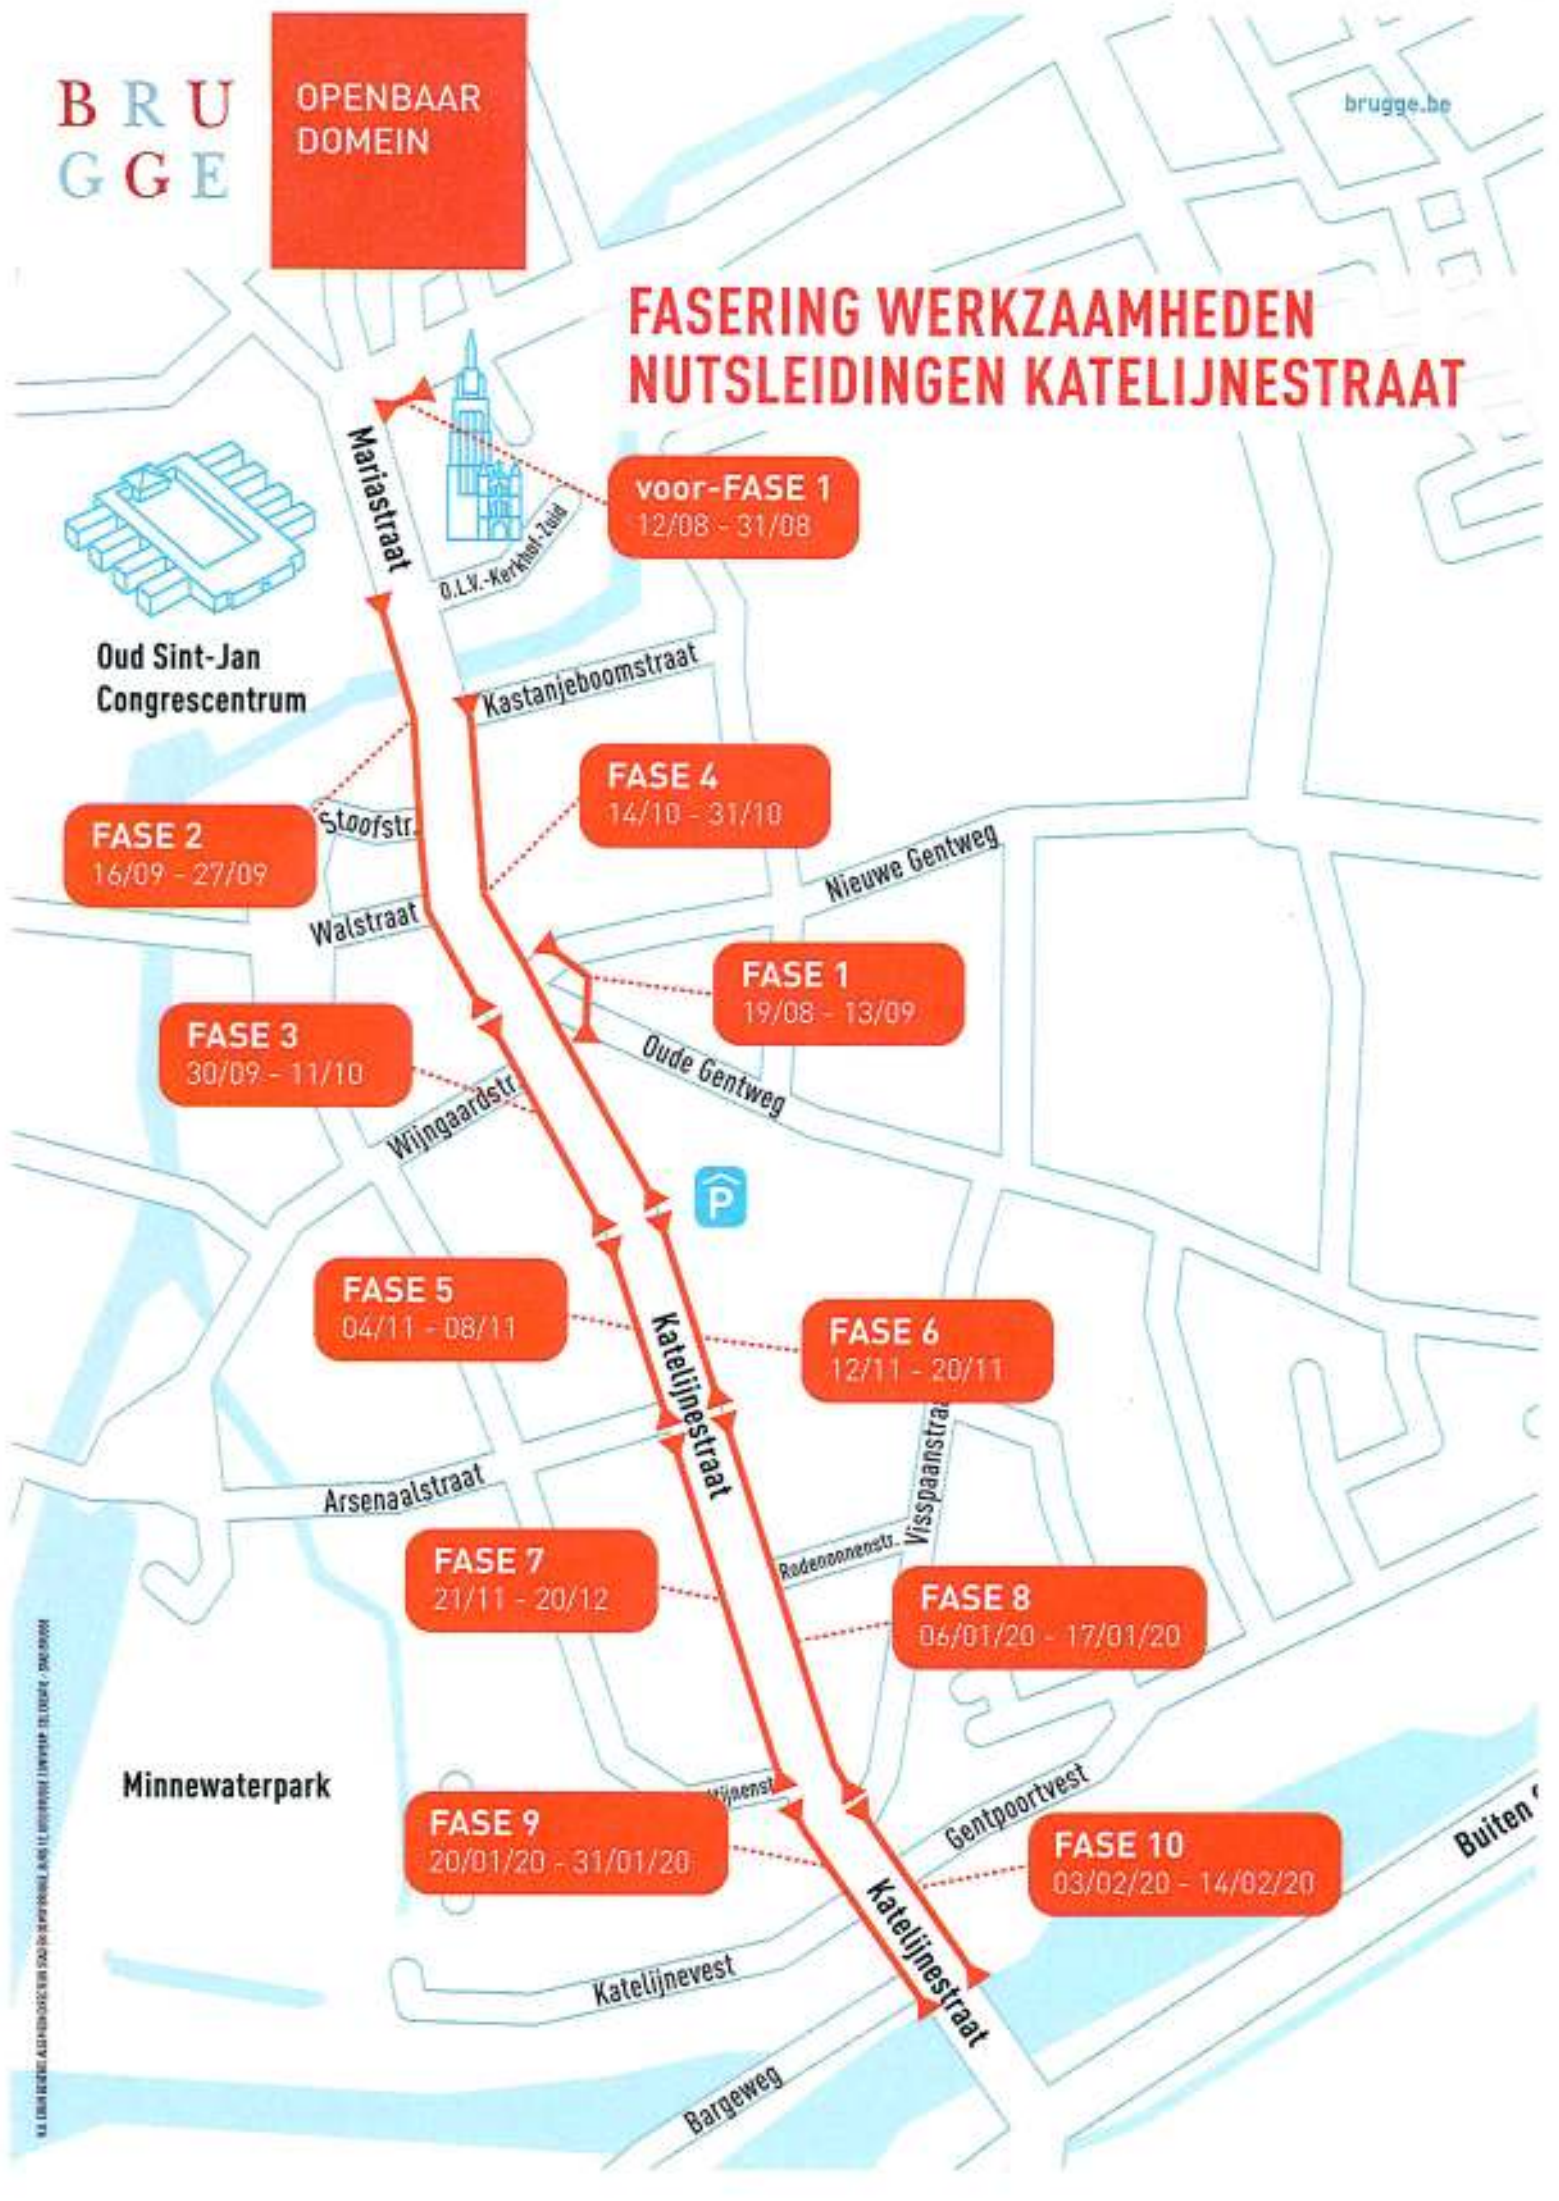 BRU
GGE
OPENBAAR
DOMEIN
brugge.be
FASERING WERKZAAMHEDEN
NUTSLEIDINGEN KATELIJNESTRAAT
Mariastraat
voor-FASE 1
12/08 - 31/08
O.L.V.-Kerkhof-Zuid
Oud Sint-Jan
Congrescentrum
Kastanjeboomstraat
FASE 4
14/10 - 31/10
Stoofstr.
FASE 2
16/09 - 27/09
Nieuwe Gentweg
Walstraat
FASE 1
19/08 - 13/09
FASE 3
30/09 - 11/10
Oude Gentweg
Wijngaardstr.
P
FASE 5
04/11 - 08/11
FASE 6
12/11 - 20/11
Katelijnestraat
Visspaanstraa
Arsenaalstraat
Rodenonnenstr.
FASE 7
21/11 - 20/12
FASE 8
06/01/20 - 17/01/20
Minnewaterpark
ijnenst
Gentpoortvest
FASE 9
20/01/20 - 31/01/20
FASE 10
03/02/20 - 14/02/20
Buiten
Katelijnestraat
Katelijnevest
Bargeweg